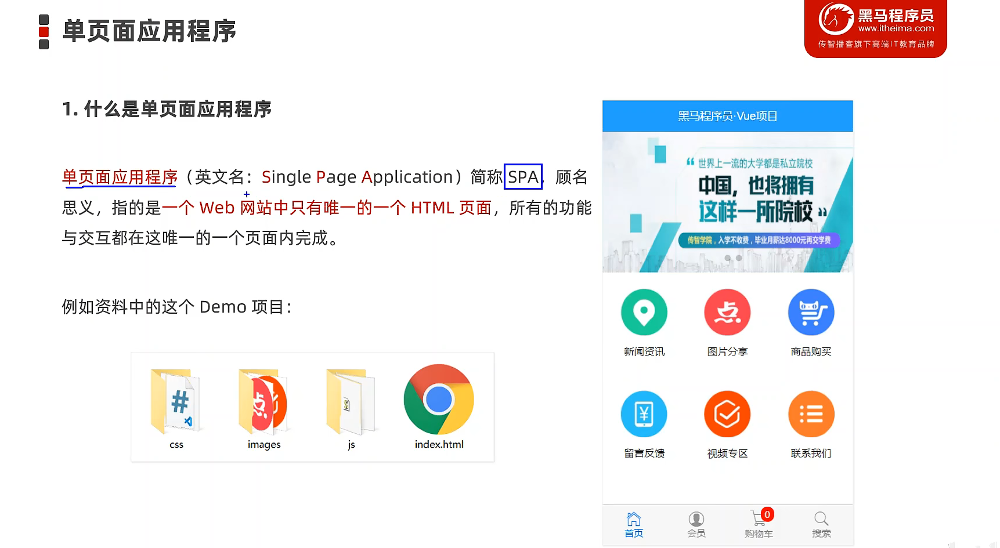 单页面应用程序
黑马程序员
www.itheima.com
传智播客旗下高端IT教育品牌
1. 什么是单页面应用程序
单页面应用程序（英文名：Single Page Application）简称 SPA，顾名
思义，指的是一个 Web 网站中只有唯一的一个 HTML 页面，所有的功能
与交互都在这唯一的一个页面内完成。
例如资料中的这个 Demo 项目：
css
images
js
index.html
黑马程序员·Vue项目
“世界上一流的大学都是私立院校
中国，也将拥有
这样一所院校”
传智学院，入学不收费，毕业月薪达8000元再交学费
点
新闻资讯
图片分享
商品购买
¥
留言反馈
视频专区
联系我们
0
首页
会员
购物车
搜索